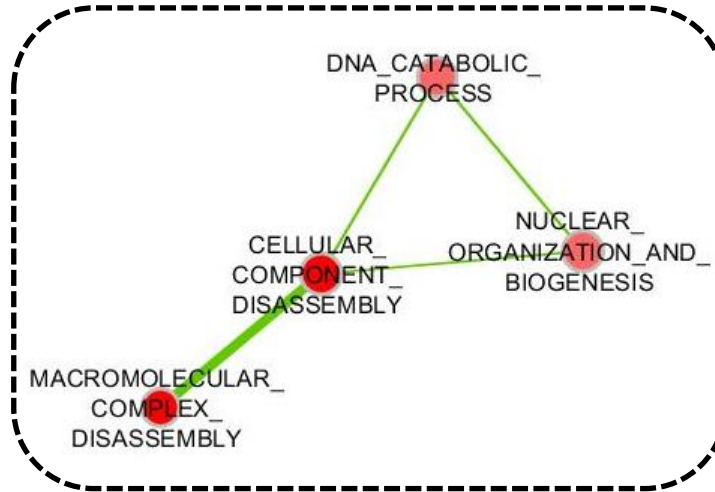 DNA_CATABOLIC_
PROCESS
NUCLEAR_
ORGANIZATION_AND_
BIOGENESIS
CELLULAR_
COMPONENT_
DISASSEMBLY
MACROMOLECULAR_
COMPLEX_
DISASSEMBLY